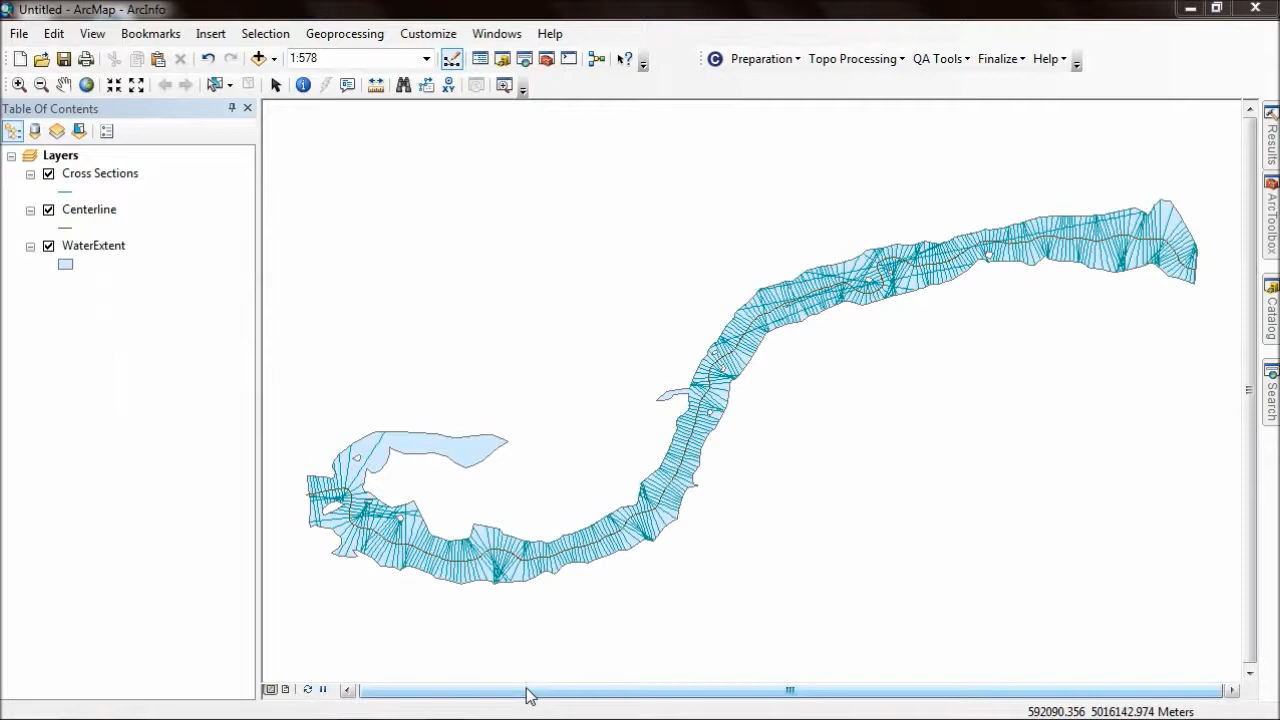 Untitled - ArcMap - ArcInfo
File Edit View Bookmarks Insert Selection Geoprocessing Customize Windows Help
1:578 Preparation Topo Processing QA Tools Finalize Help
XY
Table Of Contents
Layers
Cross Sections
Centerline
WaterExtent
Results
ArcToolbox
Catalog
Search
592090.356 5016142.974 Meters